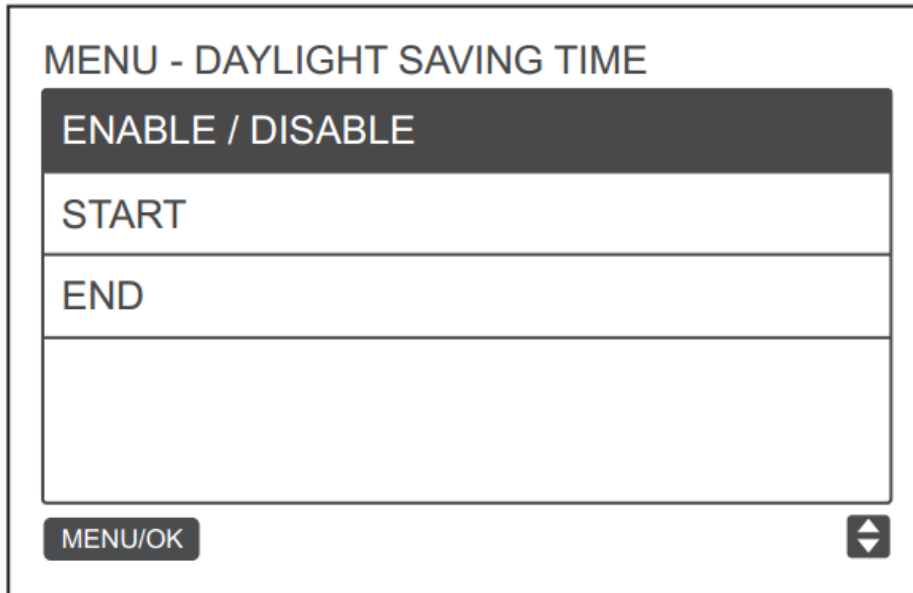 MENU - DAYLIGHT SAVING TIME
ENABLE / DISABLE
START
END
MENU/OK